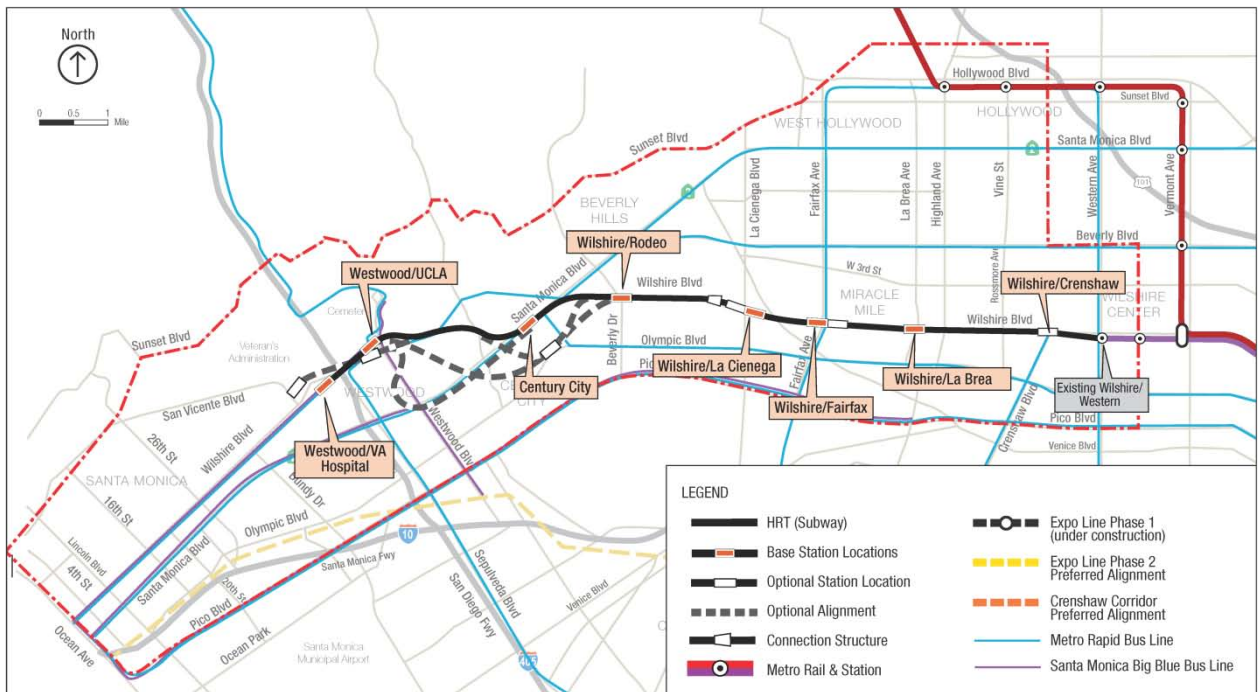 North
0 0.5 1
Mile
Hollywood Blvd
Sunset Blvd
HOLLYWOOD
WEST HOLLYWOOD
Santa Monica Blvd
Sunset Blvd
La Cienega Blvd
Fairfax Ave
La Brea Ave
Highland Ave
Vine St
Western Ave
Vermont Ave
101
BEVERLY
HILLS
Beverly Blvd
Wilshire/Rodeo
W 3rd St
Rossmore Ave
Westwood/UCLA
Santa Monica Blvd
Wilshire Blvd
MIRACLE
MILE
Wilshire/Crenshaw
WILSHIRE
CENTER
Wilshire Blvd
Cemetery
Sunset Blvd
Veteran's
Administration
Beverly Dr
Olympic Blvd
Wilshire/La Cienega
Fairfax Ave
Wilshire/La Brea
Existing Wilshire/
Western
Century City
CITY
Wilshire/Fairfax
Crenshaw Blvd
Pico Blvd
Venice Blvd
WESTWOOD
San Vicente Blvd
Westwood Blvd
Wilshire Blvd
26th St
Westwood/VA
Hospital
SANTA MONICA
16th St
Bundy Dr
Olympic Blvd
10
Santa Monica Fwy
Lincoln Blvd
4th St
Santa Monica Blvd
20th St
Pico Blvd
Ocean Ave
Ocean Park
Santa Monica
Municipal Airport
Sepulveda Blvd
San Diego Fwy
Venice Blvd
405
LEGEND
HRT (Subway)
Base Station Locations
Optional Station Location
Optional Alignment
Connection Structure
Metro Rail & Station
Expo Line Phase 1
(under construction)
Expo Line Phase 2
Preferred Alignment
Crenshaw Corridor
Preferred Alignment
Metro Rapid Bus Line
Santa Monica Big Blue Bus Line